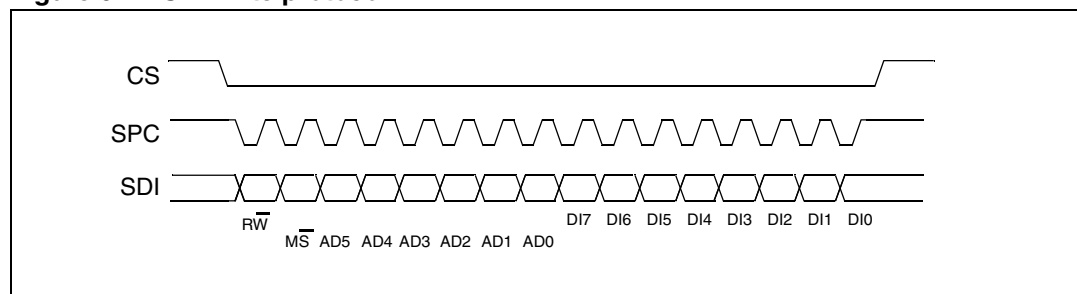 CS
SPC
SDI
RW DI7 DI6 DI5 DI4 DI3 DI2 DI1 DI0
MS AD5 AD4 AD3 AD2 AD1 AD0